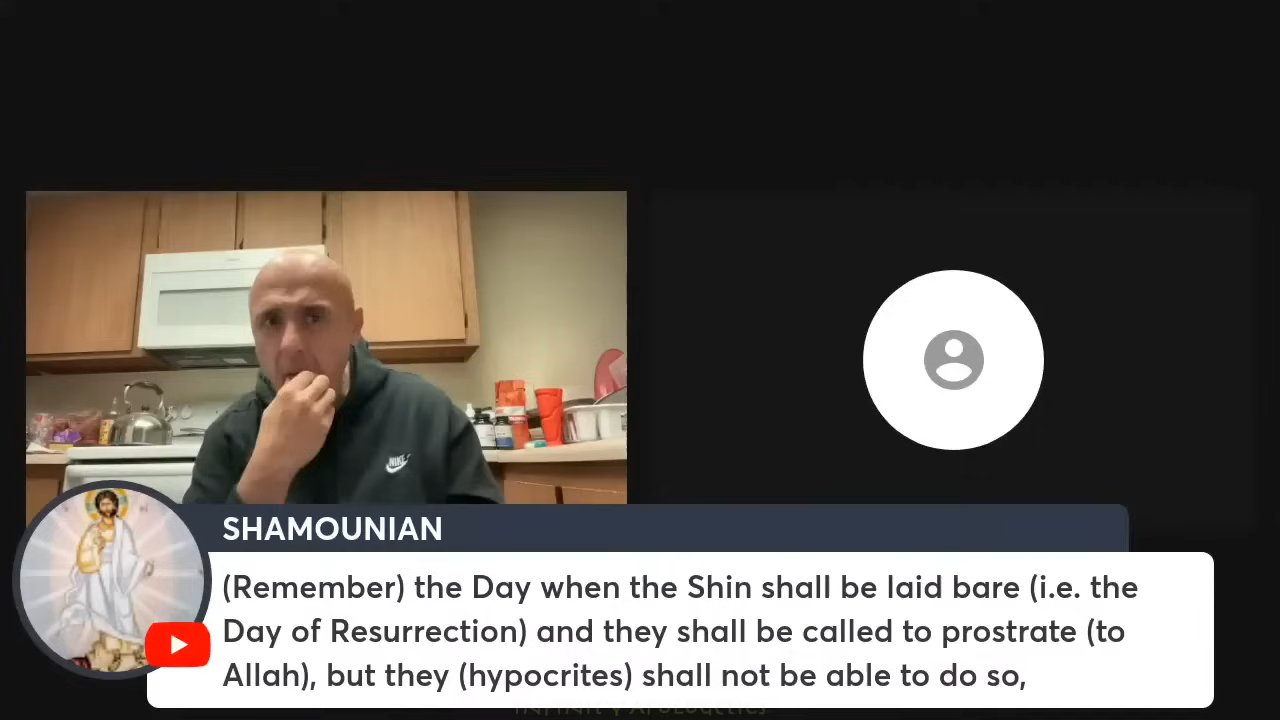 NIKE
SHAMOUNIAN
(Remember) the Day when the Shin shall be laid bare (i.e. the
Day of Resurrection) and they shall be called to prostrate (to
Allah), but they (hypocrites) shall not be able to do so,